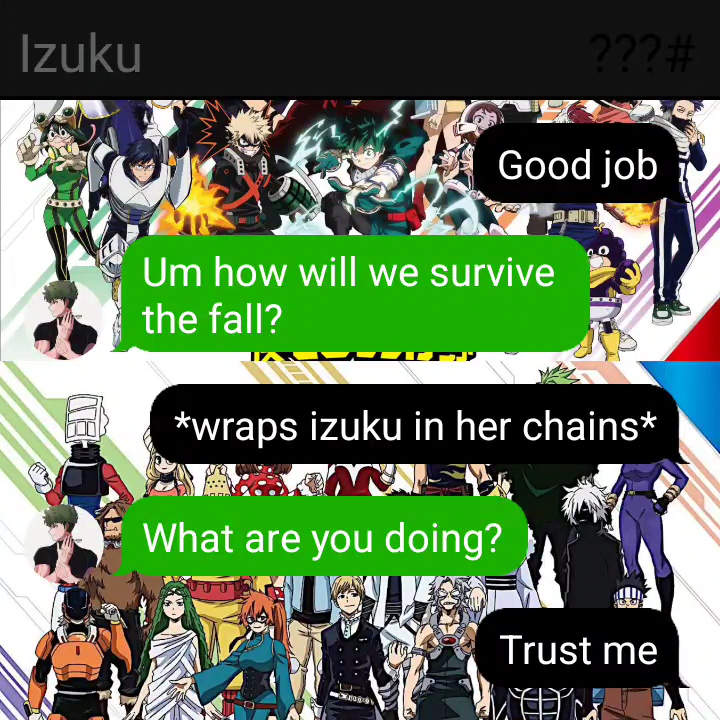 Izuku
???#
Good job
Um how will we survive
the fall?
*wraps izuku in her chains*
What are you doing?
Trust me